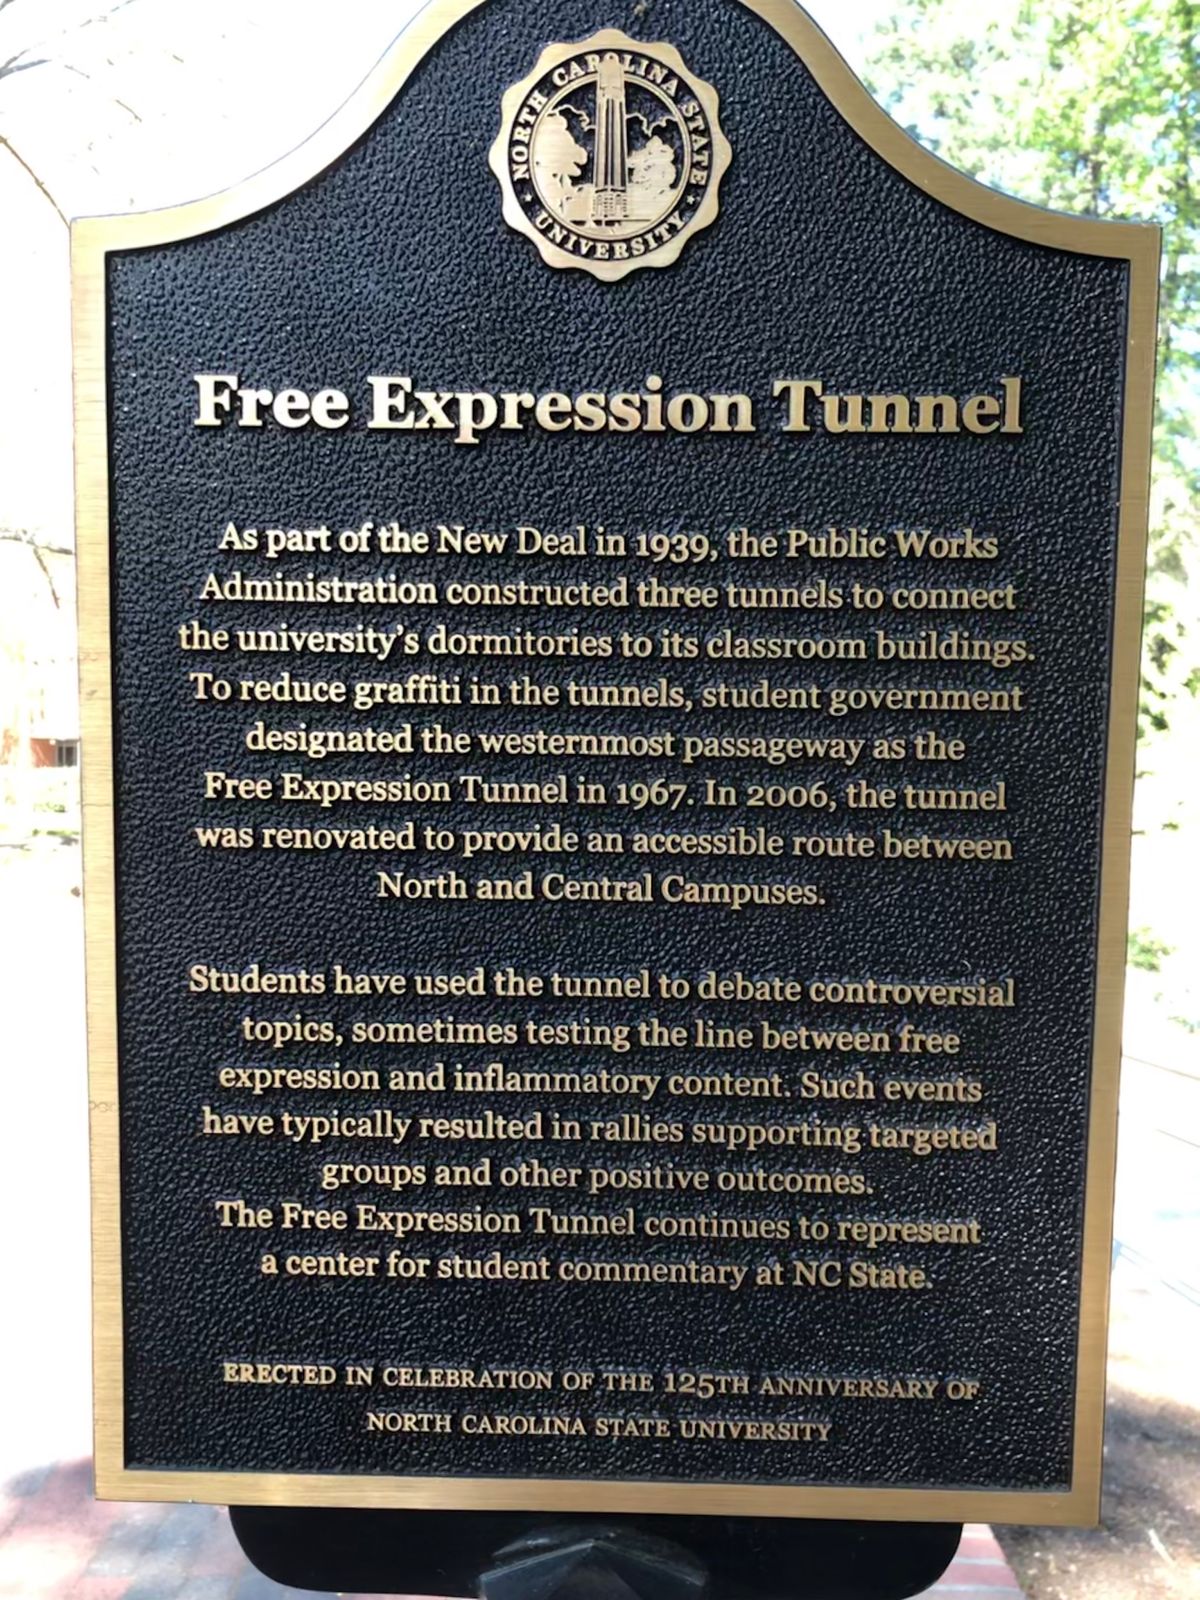 NORTH CAROLINA STATE
UNIVERSITY
Free Expression Tunnel
As part of the New Deal in 1939, the Public Works
Administration constructed three tunnels to connect
the university's dormitories to its classroom buildings.
To reduce graffiti in the tunnels, student government
designated the westernmost passageway as the
Free Expression Tunnel in 1967. In 2006, the tunnel
was renovated to provide an accessible route between
North and Central Campuses.
Students have used the tunnel to debate controversial
topics, sometimes testing the line between free
expression and inflammatory content. Such events
have typically resulted in rallies supporting targeted
groups and other positive outcomes.
The Free Expression Tunnel continues to represent
a center for student commentary at NC State.
ERECTED IN CELEBRATION OF THE 125TH ANNIVERSARY OF
NORTH CAROLINA STATE UNIVERSITY